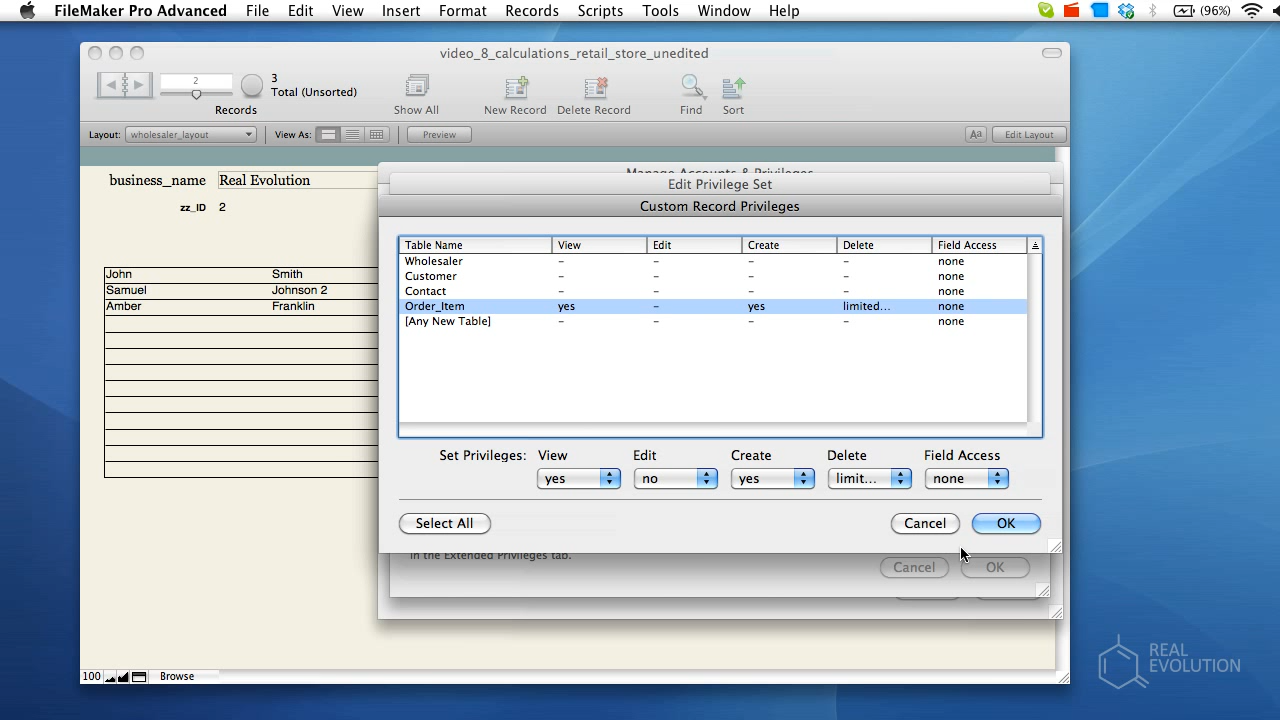 FileMaker Pro Advanced File Edit View Insert Format Records Scripts Tools Window Help (96%)
video_8_calculations_retail_store_unedited
2 3 Total (Unsorted)
Records Show All New Record Delete Record Find Sort
Layout: wholesaler_layout View As: Preview Aa Edit Layout
business_name Real Evolution
zz_ID 2
John Smith
Samuel Johnson 2
Amber Franklin
Manage Accounts & Privileges
Edit Privilege Set
Custom Record Privileges
Table Name View Edit Create Delete Field Access
Wholesaler – – – – none
Customer – – – – none
Contact – – – – none
Order_Item yes – yes limited... none
[Any New Table] – – – – none
Set Privileges: View Edit Create Delete Field Access
yes no yes limit... none
Select All Cancel OK
in the Extended Privileges tab.
Cancel OK
100 Browse
REAL
EVOLUTION